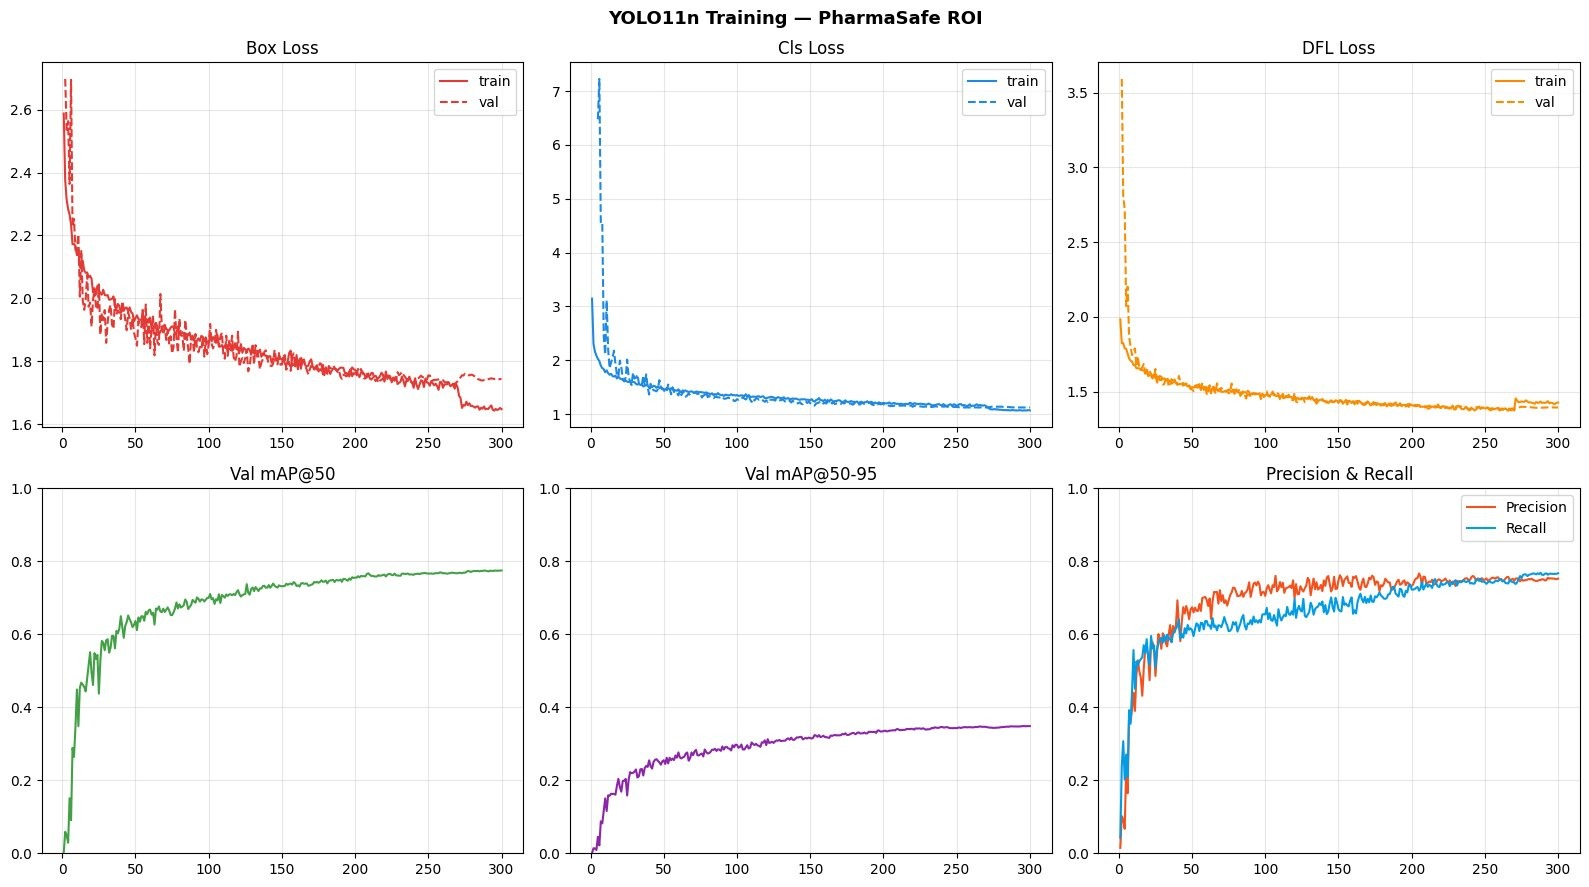 YOLO11n Training — PharmaSafe ROI
Box Loss
train
val
2.6
2.4
2.2
2.0
1.8
1.6
0 50 100 150 200 250 300
Cls Loss
train
val
7
6
5
4
3
2
1
0 50 100 150 200 250 300
DFL Loss
train
val
3.5
3.0
2.5
2.0
1.5
0 50 100 150 200 250 300
Val mAP@50
1.0
0.8
0.6
0.4
0.2
0.0
0 50 100 150 200 250 300
Val mAP@50-95
1.0
0.8
0.6
0.4
0.2
0.0
0 50 100 150 200 250 300
Precision & Recall
Precision
Recall
1.0
0.8
0.6
0.4
0.2
0.0
0 50 100 150 200 250 300